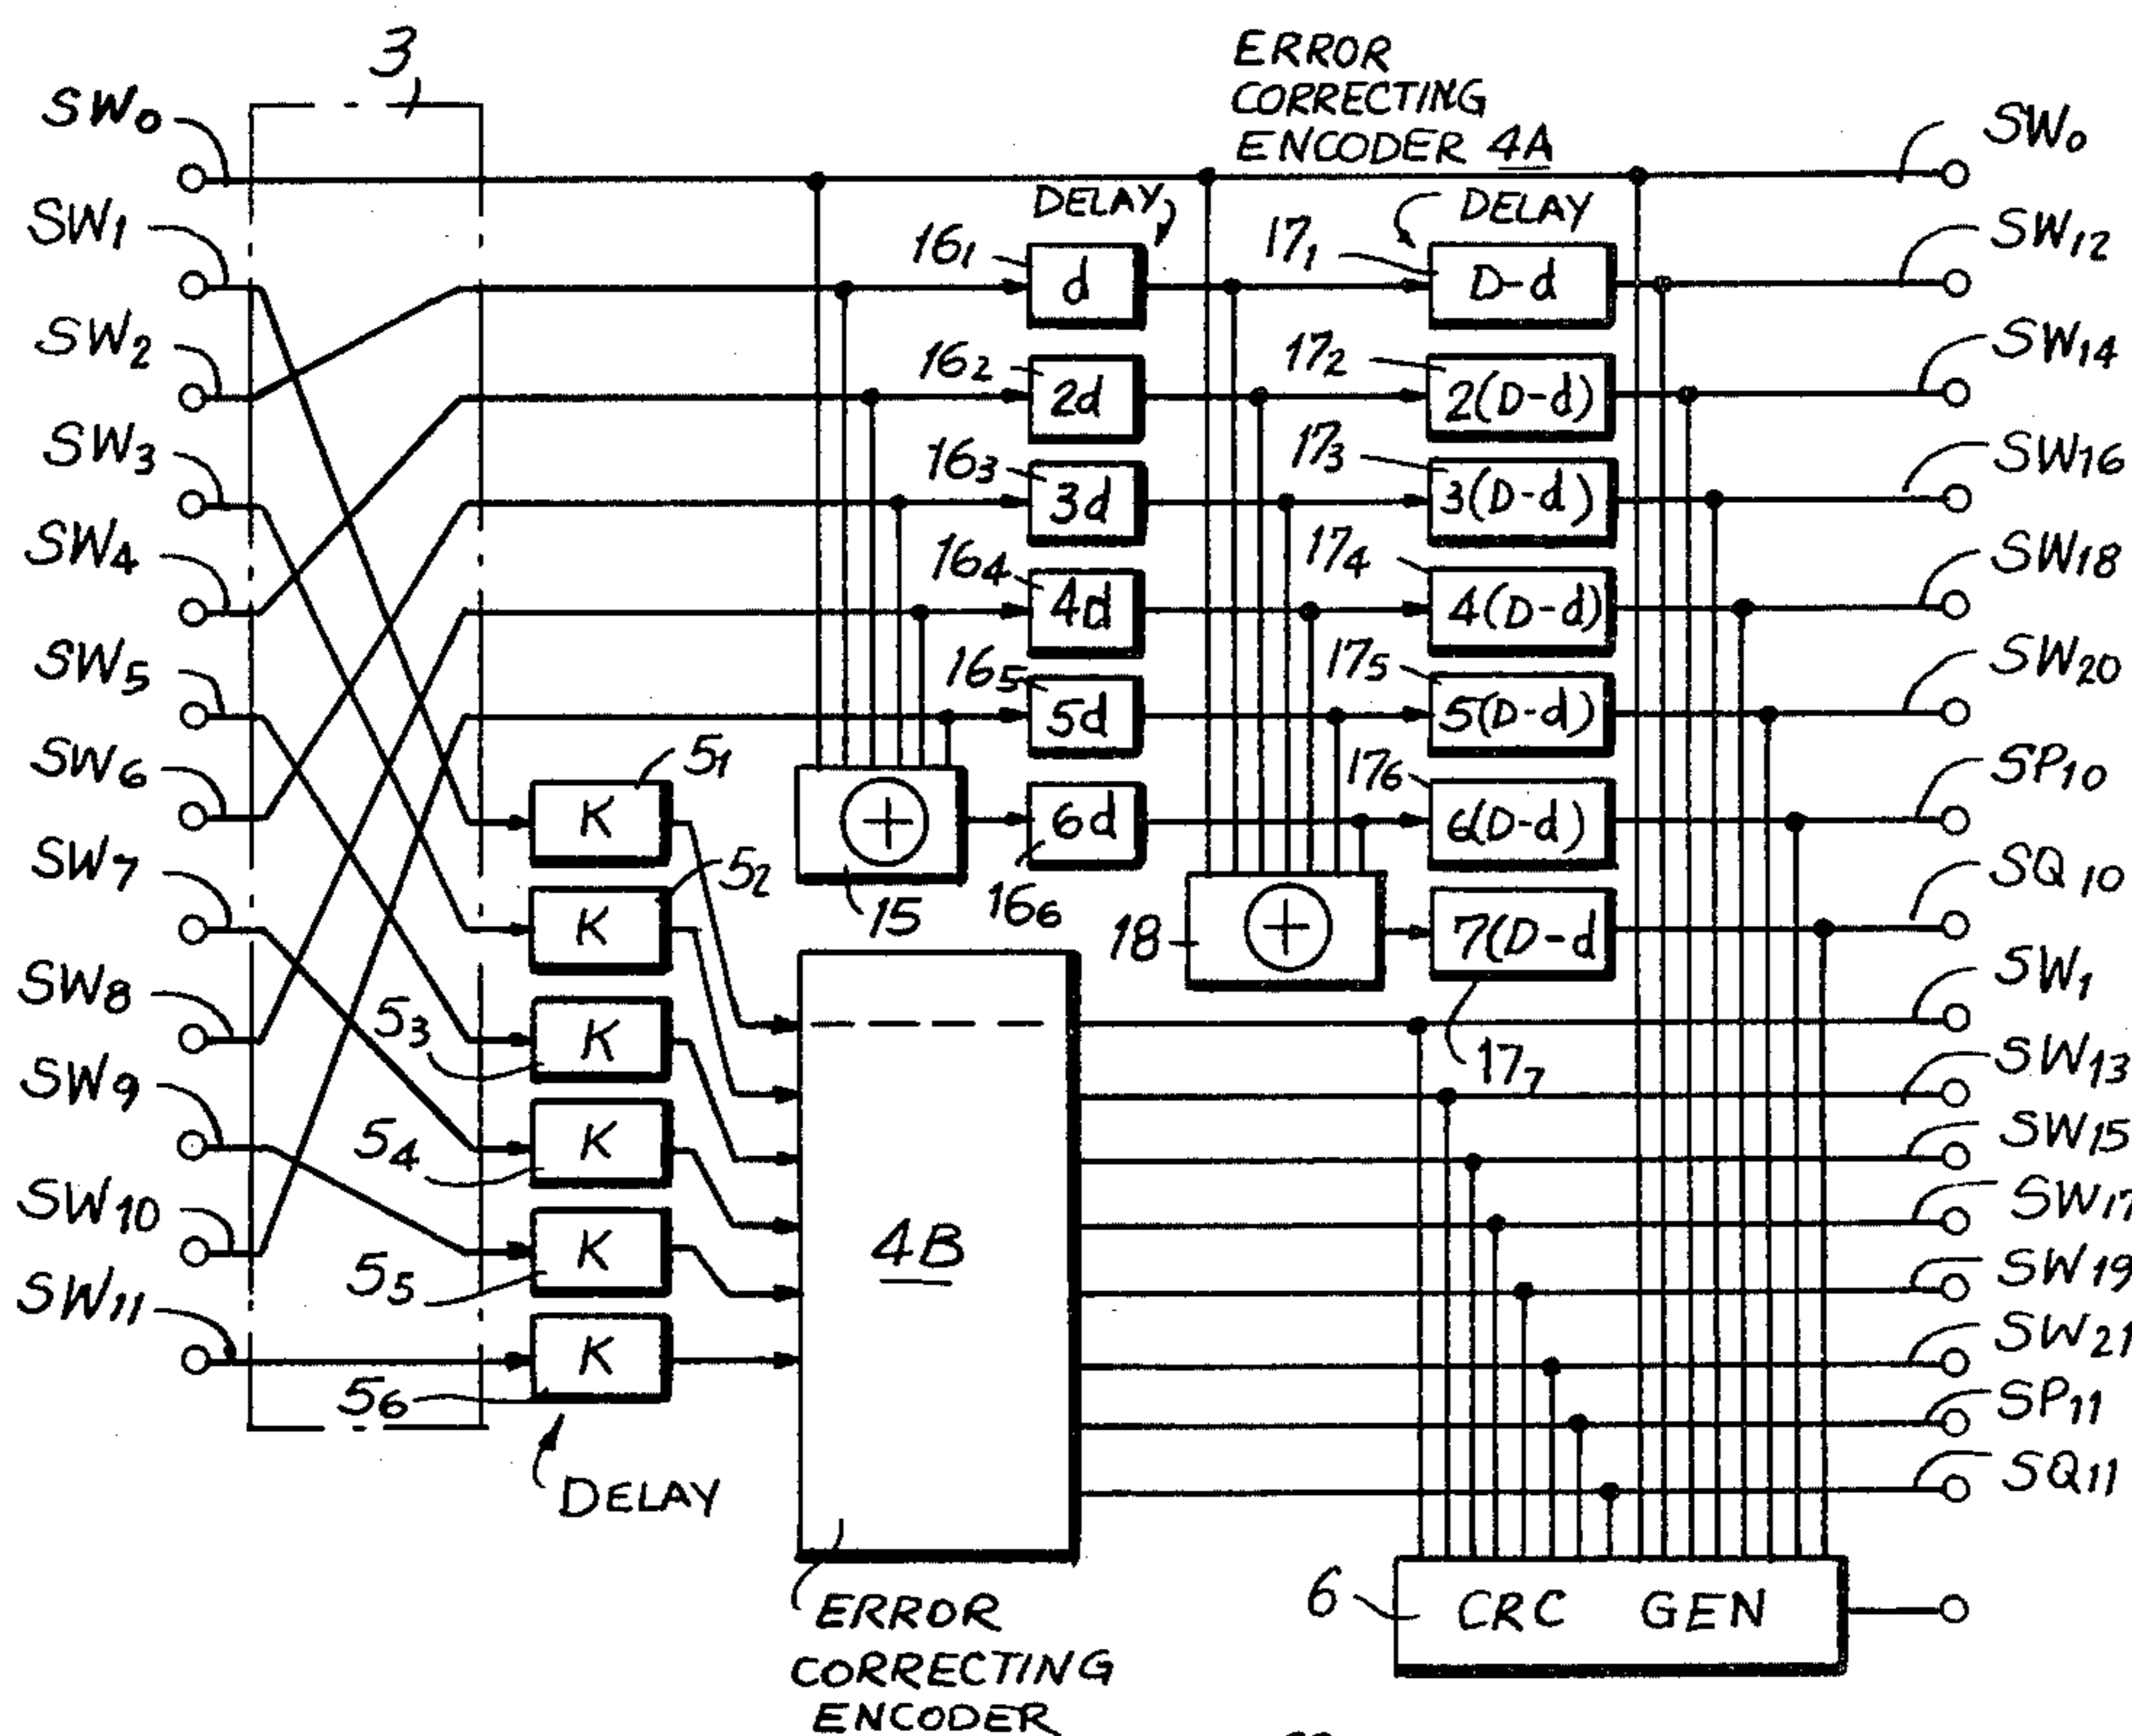 3
ERROR
CORRECTING
ENCODER 4A
SW0
SW0
DELAY
DELAY
SW1
161
d
171
D-d
SW12
SW2
162
2d
172
2(D-d)
SW14
SW3
163
3d
173
3(D-d)
SW16
SW4
164
4d
174
4(D-d)
SW18
SW5
165
5d
175
5(D-d)
SW20
SW6
51
K
6d
166
176
6(D-d)
SP10
SW7
52
K
15
18
7(D-d
177
SQ10
SW8
53
K
SW1
SW9
54
K
SW13
SW15
SW10
55
K
4B
SW17
SW19
SW11
56
K
SW21
SP11
DELAY
SQ11
ERROR
CORRECTING
ENCODER
6
CRC GEN